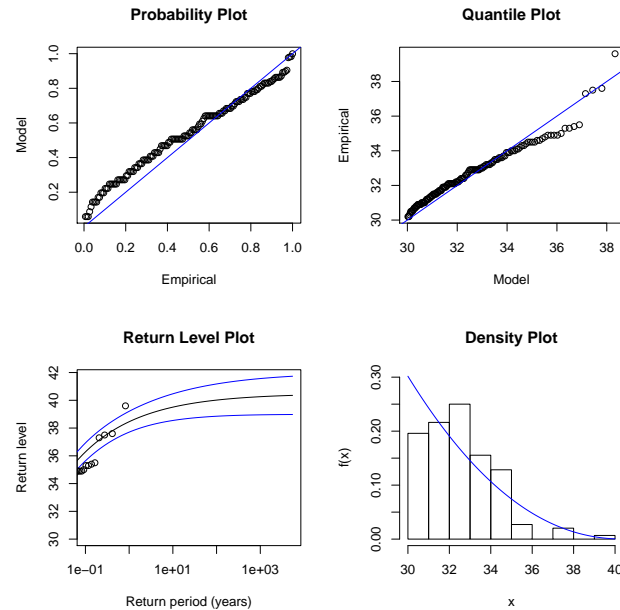 Probability Plot
Model
0.2 0.4 0.6 0.8 1.0
0.0 0.2 0.4 0.6 0.8 1.0
Empirical
Quantile Plot
Empirical
30 32 34 36 38
30 32 34 36 38
Model
Return Level Plot
Return level
30 32 34 36 38 40 42
1e−01 1e+01 1e+03
Return period (years)
Density Plot
f(x)
0.00 0.10 0.20 0.30
30 32 34 36 38 40
x